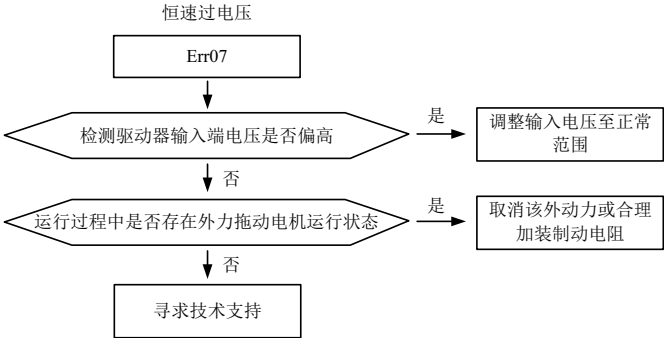 恒速过电压
Err07
检测驱动器输入端电压是否偏高
是
调整输入电压至正常
范围
否
运行过程中是否存在外力拖动电机运行状态
是
取消该外动力或合理
加装制动电阻
否
寻求技术支持